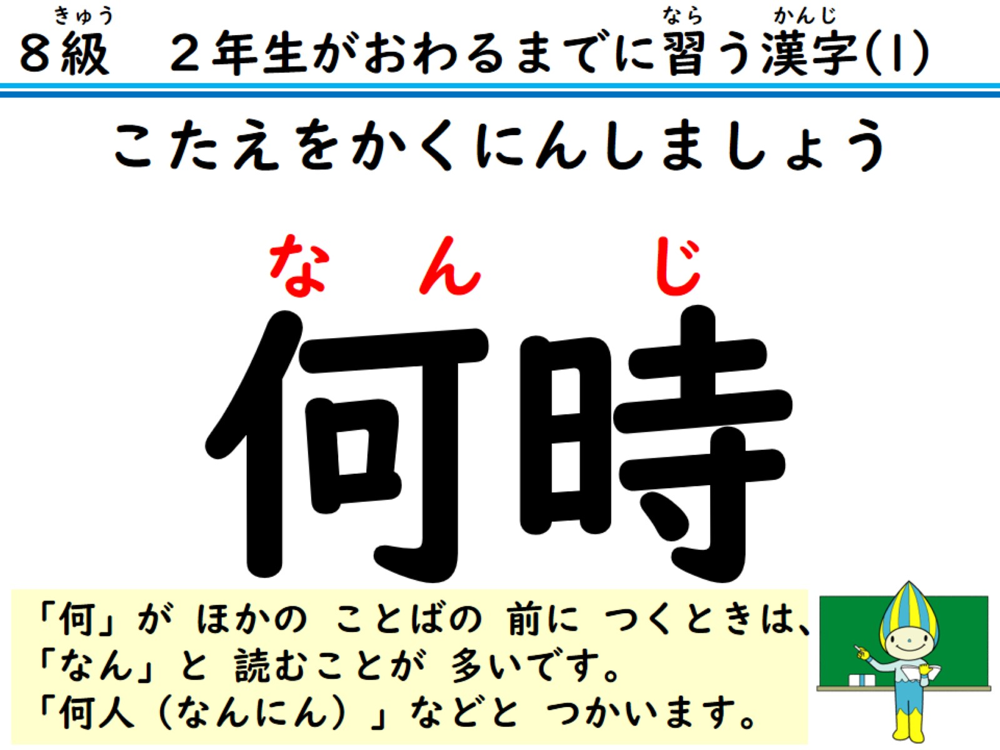 きゅう なら かんじ
8級 2年生がおわるまでに習う漢字(1)
こたえをかくにんしましょう
なん じ
何時
「何」が ほかの ことばの 前に つくときは、
「なん」と 読むことが 多いです。
「何人（なんにん）」などと つかいます。